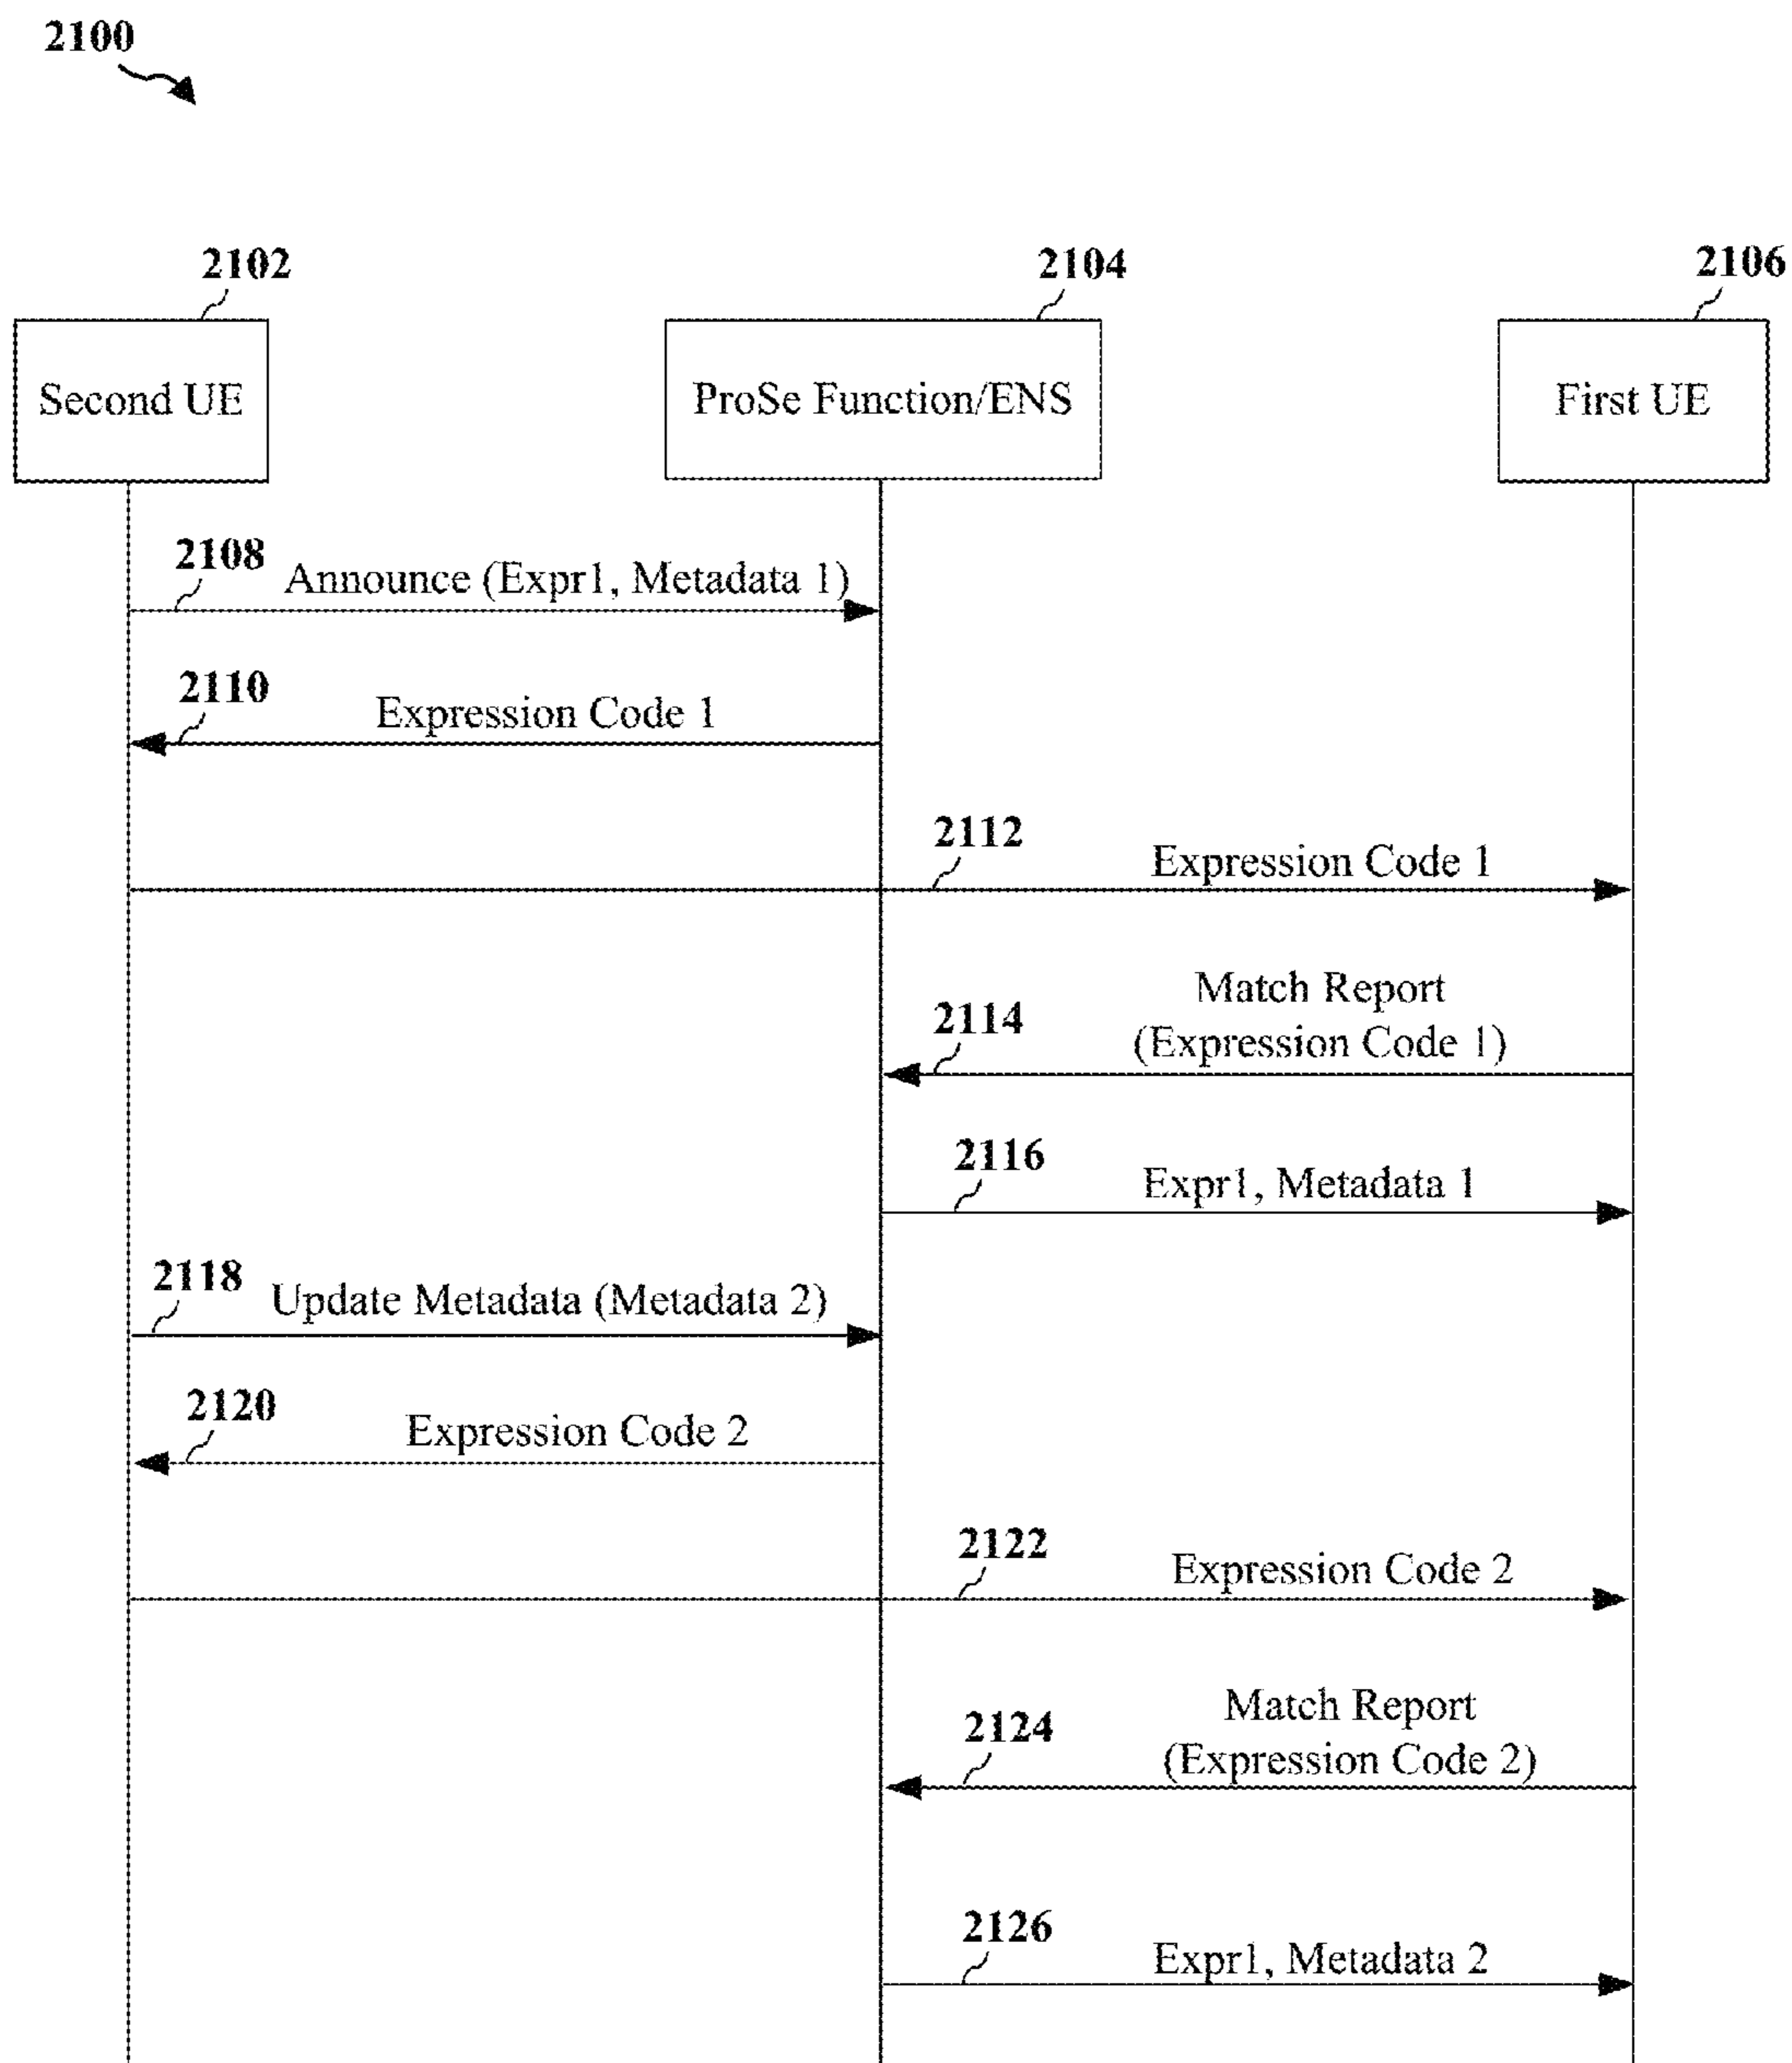 2100
2102
2104
2106
Second UE
ProSe Function/ENS
First UE
2108
Announce (Expr1, Metadata 1)
2110
Expression Code 1
2112
Expression Code 1
Match Report
2114
(Expression Code 1)
2116
Expr1, Metadata 1
2118
Update Metadata (Metadata 2)
2120
Expression Code 2
2122
Expression Code 2
Match Report
2124
(Expression Code 2)
2126
Expr1, Metadata 2